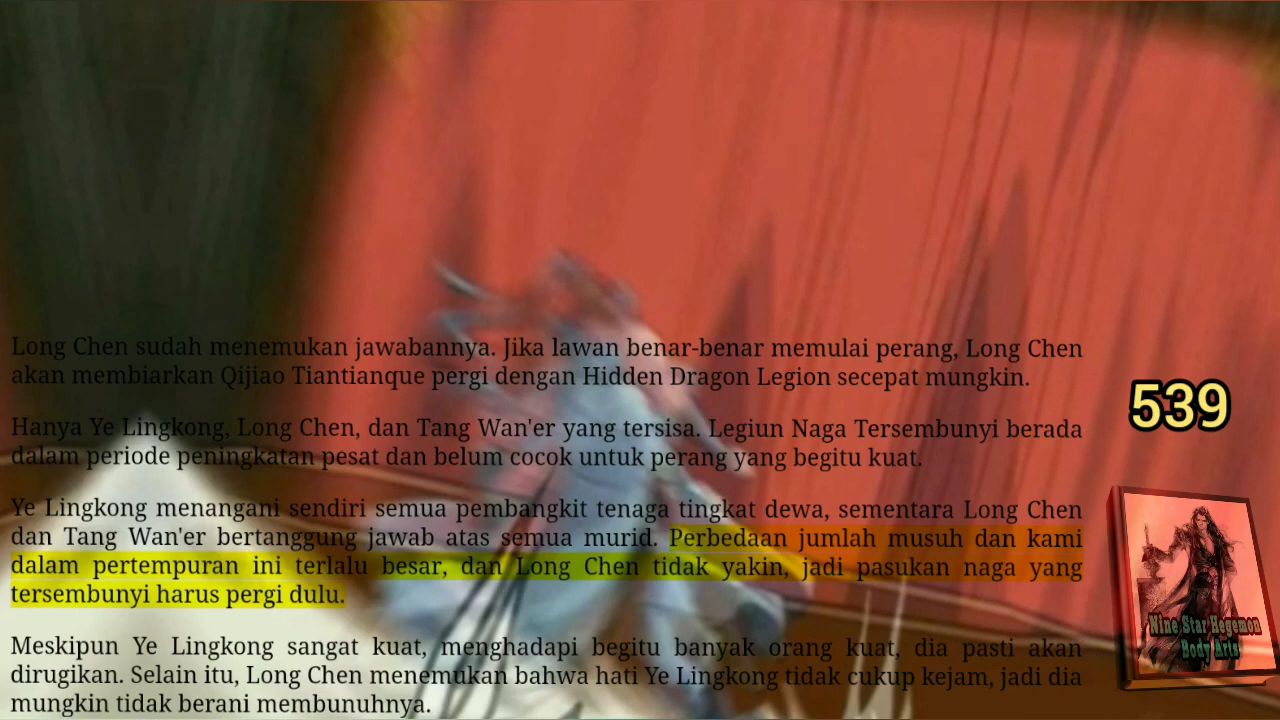 Long Chen sudah menemukan jawabannya. Jika lawan benar-benar memulai perang, Long Chen
akan membiarkan Qijiao Tiantianque pergi dengan Hidden Dragon Legion secepat mungkin.
Hanya Ye Lingkong, Long Chen, dan Tang Wan'er yang tersisa. Legiun Naga Tersembunyi berada
dalam periode peningkatan pesat dan belum cocok untuk perang yang begitu kuat.
Ye Lingkong menangani sendiri semua pembangkit tenaga tingkat dewa, sementara Long Chen
dan Tang Wan'er bertanggung jawab atas semua murid. Perbedaan jumlah musuh dan kami
dalam pertempuran ini terlalu besar, dan Long Chen tidak yakin, jadi pasukan naga yang
tersembunyi harus pergi dulu.
Meskipun Ye Lingkong sangat kuat, menghadapi begitu banyak orang kuat, dia pasti akan
dirugikan. Selain itu, Long Chen menemukan bahwa hati Ye Lingkong tidak cukup kejam, jadi dia
mungkin tidak berani membunuhnya.
539
Nine Star Hegemon
Body Arts